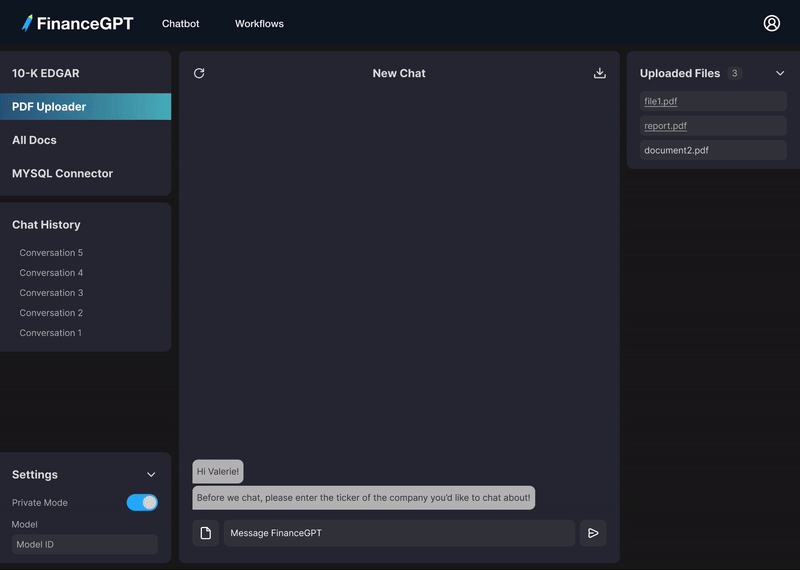 FinanceGPT
Chatbot
Workflows
10-K EDGAR
PDF Uploader
All Docs
MYSQL Connector
Chat History
Conversation 5
Conversation 4
Conversation 3
Conversation 2
Conversation 1
Settings
Private Mode
Model
Model ID
New Chat
Hi Valerie!
Before we chat, please enter the ticker of the company you'd like to chat about!
Message FinanceGPT
Uploaded Files 3
file1.pdf
report.pdf
document2.pdf